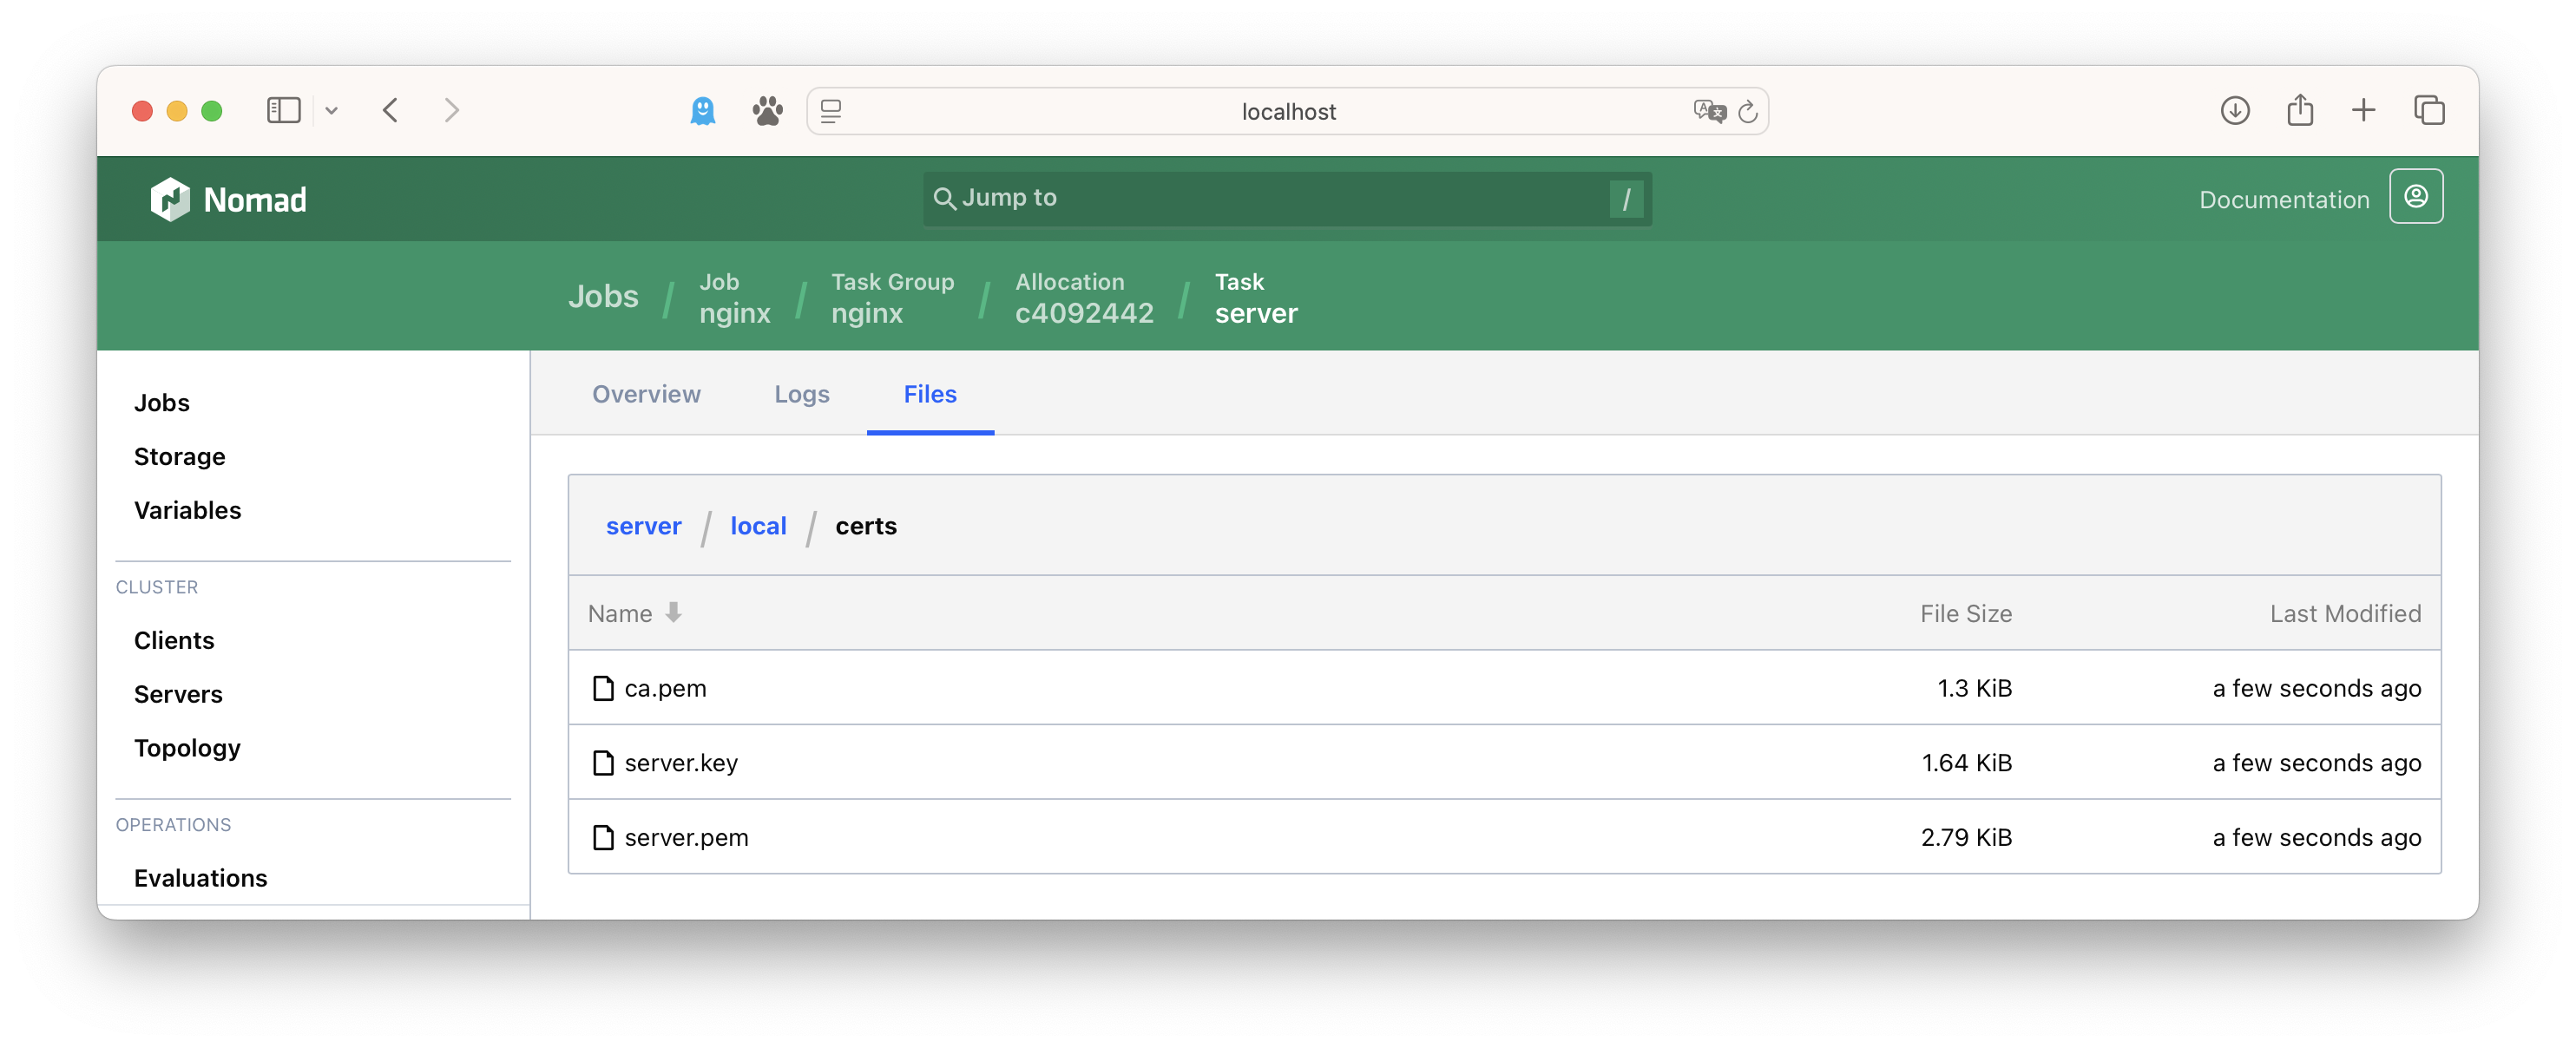 localhost
Nomad
Jump to /
Documentation
Jobs / Job nginx / Task Group nginx / Allocation c4092442 / Task server
Jobs
Storage
Variables
CLUSTER
Clients
Servers
Topology
OPERATIONS
Evaluations
Overview Logs Files
server / local / certs
Name File Size Last Modified
ca.pem 1.3 KiB a few seconds ago
server.key 1.64 KiB a few seconds ago
server.pem 2.79 KiB a few seconds ago